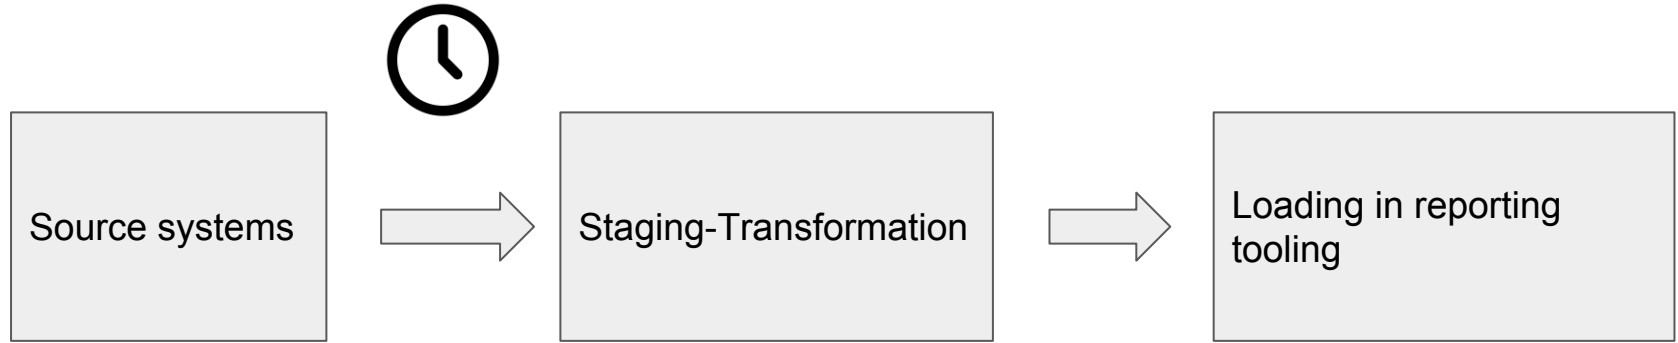 Source systems
Staging-Transformation
Loading in reporting
tooling